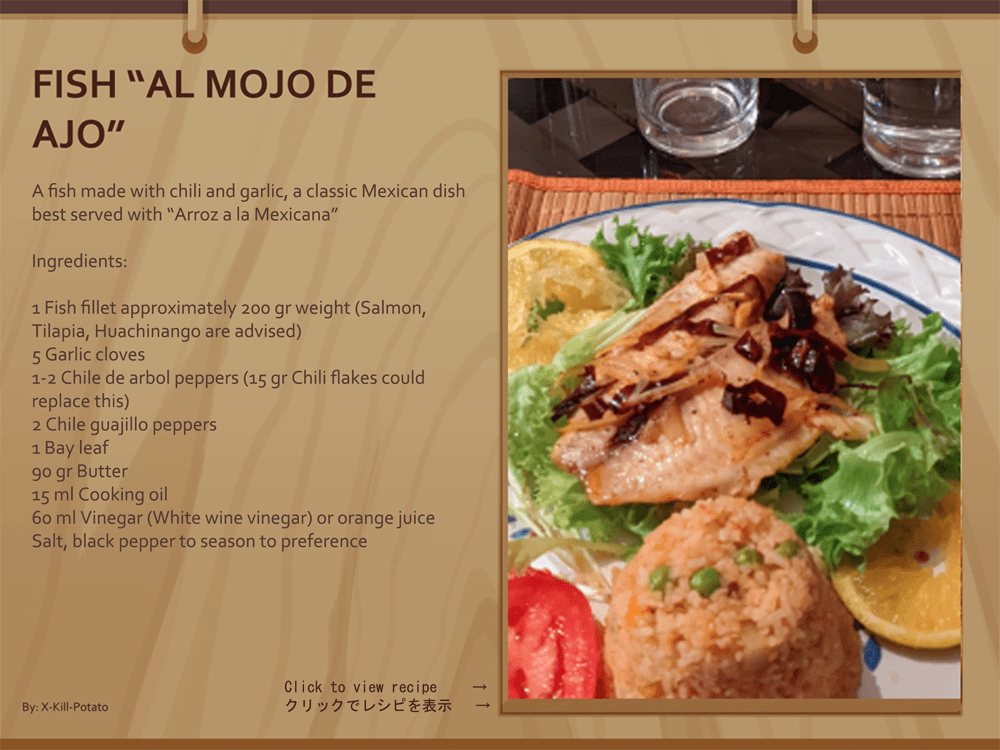 FISH “AL MOJO DE
AJO”
A fish made with chili and garlic, a classic Mexican dish
best served with “Arroz a la Mexicana”
Ingredients:
1 Fish fillet approximately 200 gr weight (Salmon,
Tilapia, Huachinango are advised)
5 Garlic cloves
1-2 Chile de arbol peppers (15 gr Chili flakes could
replace this)
2 Chile guajillo peppers
1 Bay leaf
90 gr Butter
15 ml Cooking oil
60 ml Vinegar (White wine vinegar) or orange juice
Salt, black pepper to season to preference
Click to view recipe →
クリックでレシピを表示 →
By: X-Kill-Potato